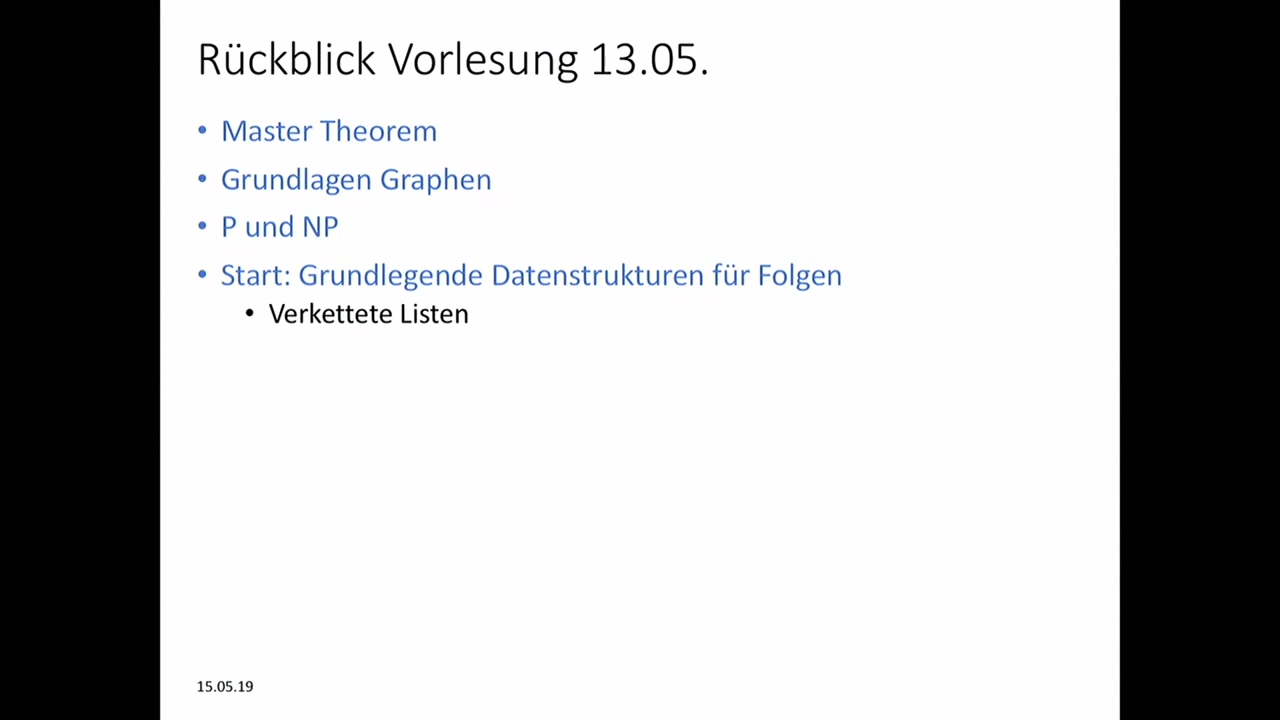 Rückblick Vorlesung 13.05.
• Master Theorem
• Grundlagen Graphen
• P und NP
• Start: Grundlegende Datenstrukturen für Folgen
• Verkettete Listen
15.05.19